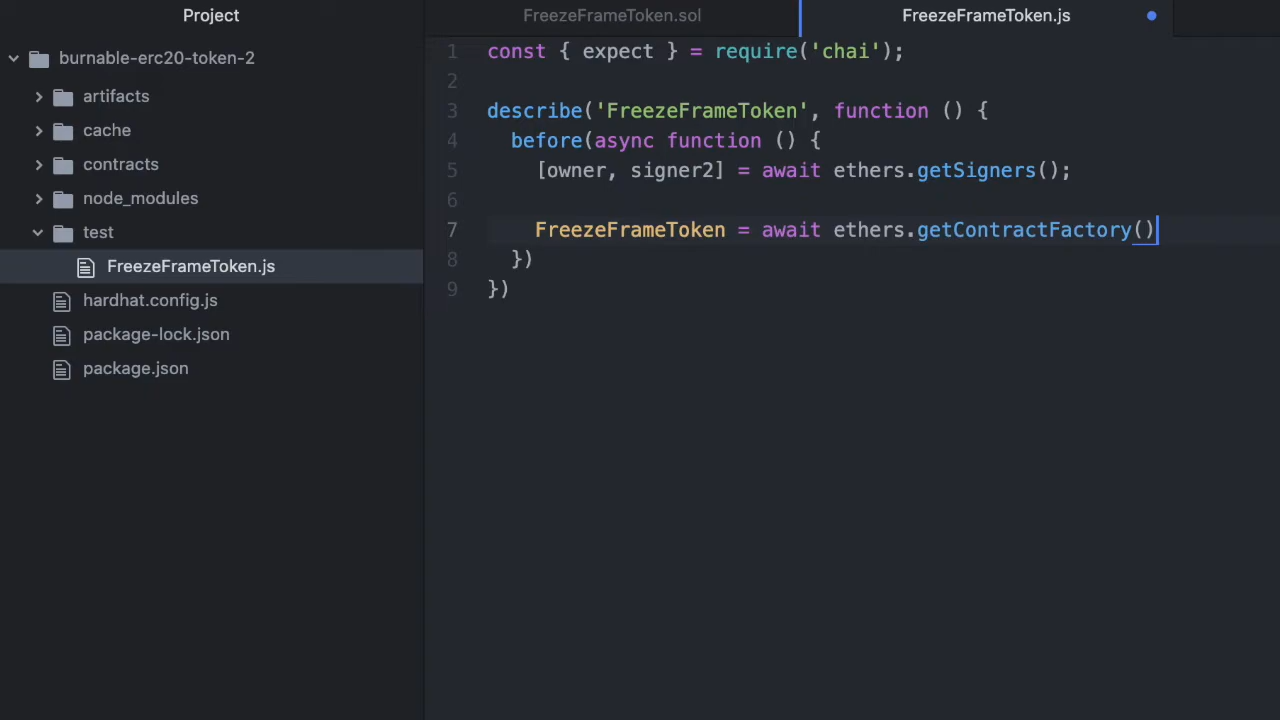 Project
burnable-erc20-token-2
artifacts
cache
contracts
node_modules
test
FreezeFrameToken.js
hardhat.config.js
package-lock.json
package.json
FreezeFrameToken.sol
FreezeFrameToken.js
1 const { expect } = require('chai');
2
3 describe('FreezeFrameToken', function () {
4 before(async function () {
5 [owner, signer2] = await ethers.getSigners();
6
7 FreezeFrameToken = await ethers.getContractFactory()
8 })
9 })